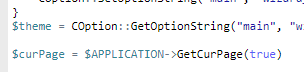 }
$theme = COption::GetOptionString("main", "w
$curPage = $APPLICATION->GetCurPage(true)